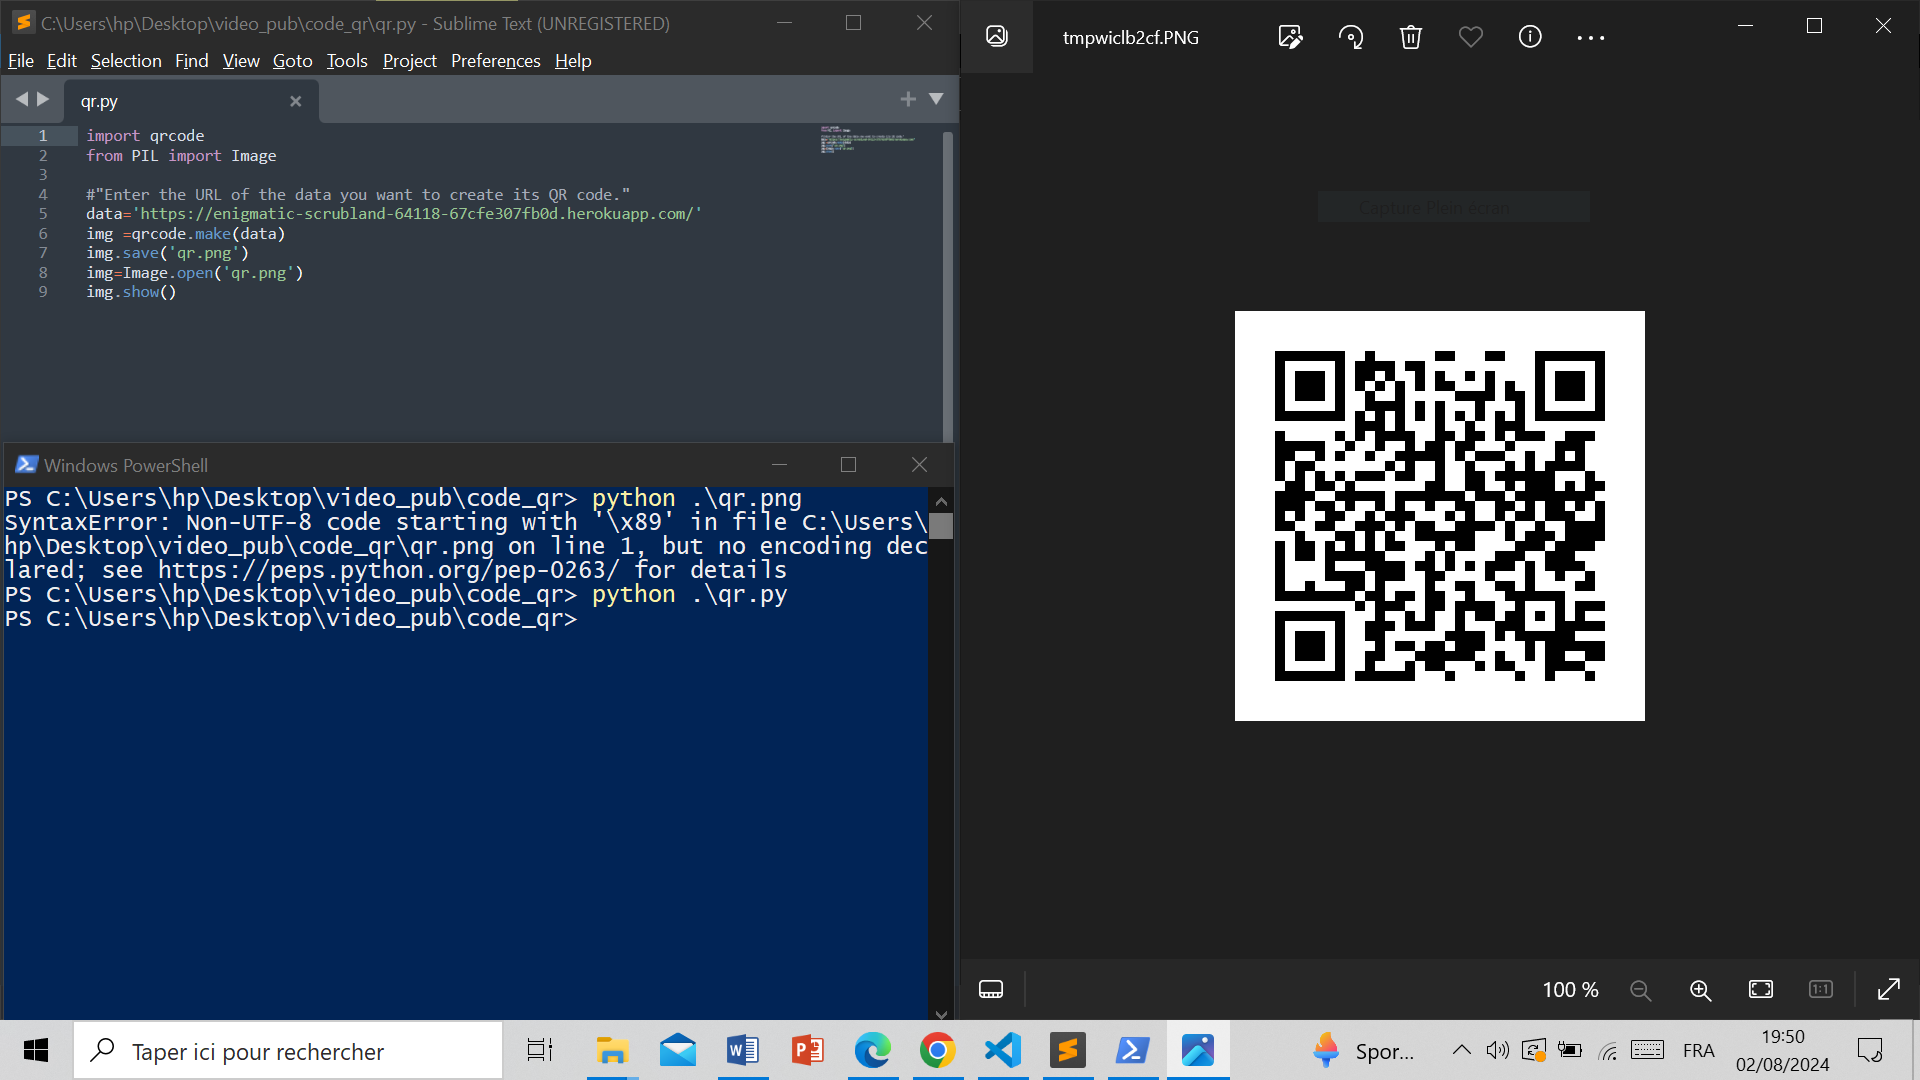 C:\Users\hp\Desktop\video_pub\code_qr\qr.py - Sublime Text (UNREGISTERED)
File Edit Selection Find View Goto Tools Project Preferences Help
qr.py
1 import qrcode
2 from PIL import Image
3
4 #"Enter the URL of the data you want to create its QR code."
5 data='https://enigmatic-scrubland-64118-67cfe307fb0d.herokuapp.com/'
6 img =qrcode.make(data)
7 img.save('qr.png')
8 img=Image.open('qr.png')
9 img.show()
Windows PowerShell
PS C:\Users\hp\Desktop\video_pub\code_qr> python .\qr.png
SyntaxError: Non-UTF-8 code starting with '\x89' in file C:\Users\
hp\Desktop\video_pub\code_qr\qr.png on line 1, but no encoding dec
lared; see https://peps.python.org/pep-0263/ for details
PS C:\Users\hp\Desktop\video_pub\code_qr> python .\qr.py
PS C:\Users\hp\Desktop\video_pub\code_qr>
tmpwiclb2cf.PNG
Capture Plein écran
100 %
1:1
Taper ici pour rechercher
Spor...
FRA
19:50
02/08/2024